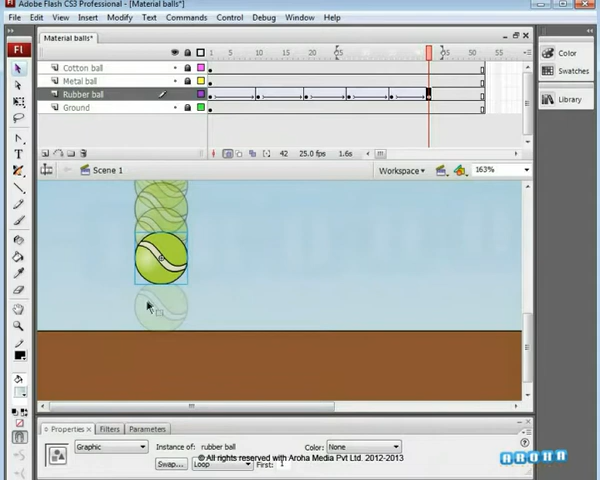 Adobe Flash CS3 Professional - [Material balls*]
File Edit View Insert Modify Text Commands Control Debug Window Help
Material balls*
1 5 10 15 20 35 45 50 55
Cotton ball
Metal ball
Rubber ball
Ground
42 25.0 fps 1.6s
Scene 1
Workspace
163%
Color
Swatches
Library
Fl
T
Properties Filters Parameters
Graphic
Instance of: rubber ball
Color: None
Swap...
Loop
First: 1
© All rights reserved with Aroha Media Pvt Ltd. 2012-2013
AROHA